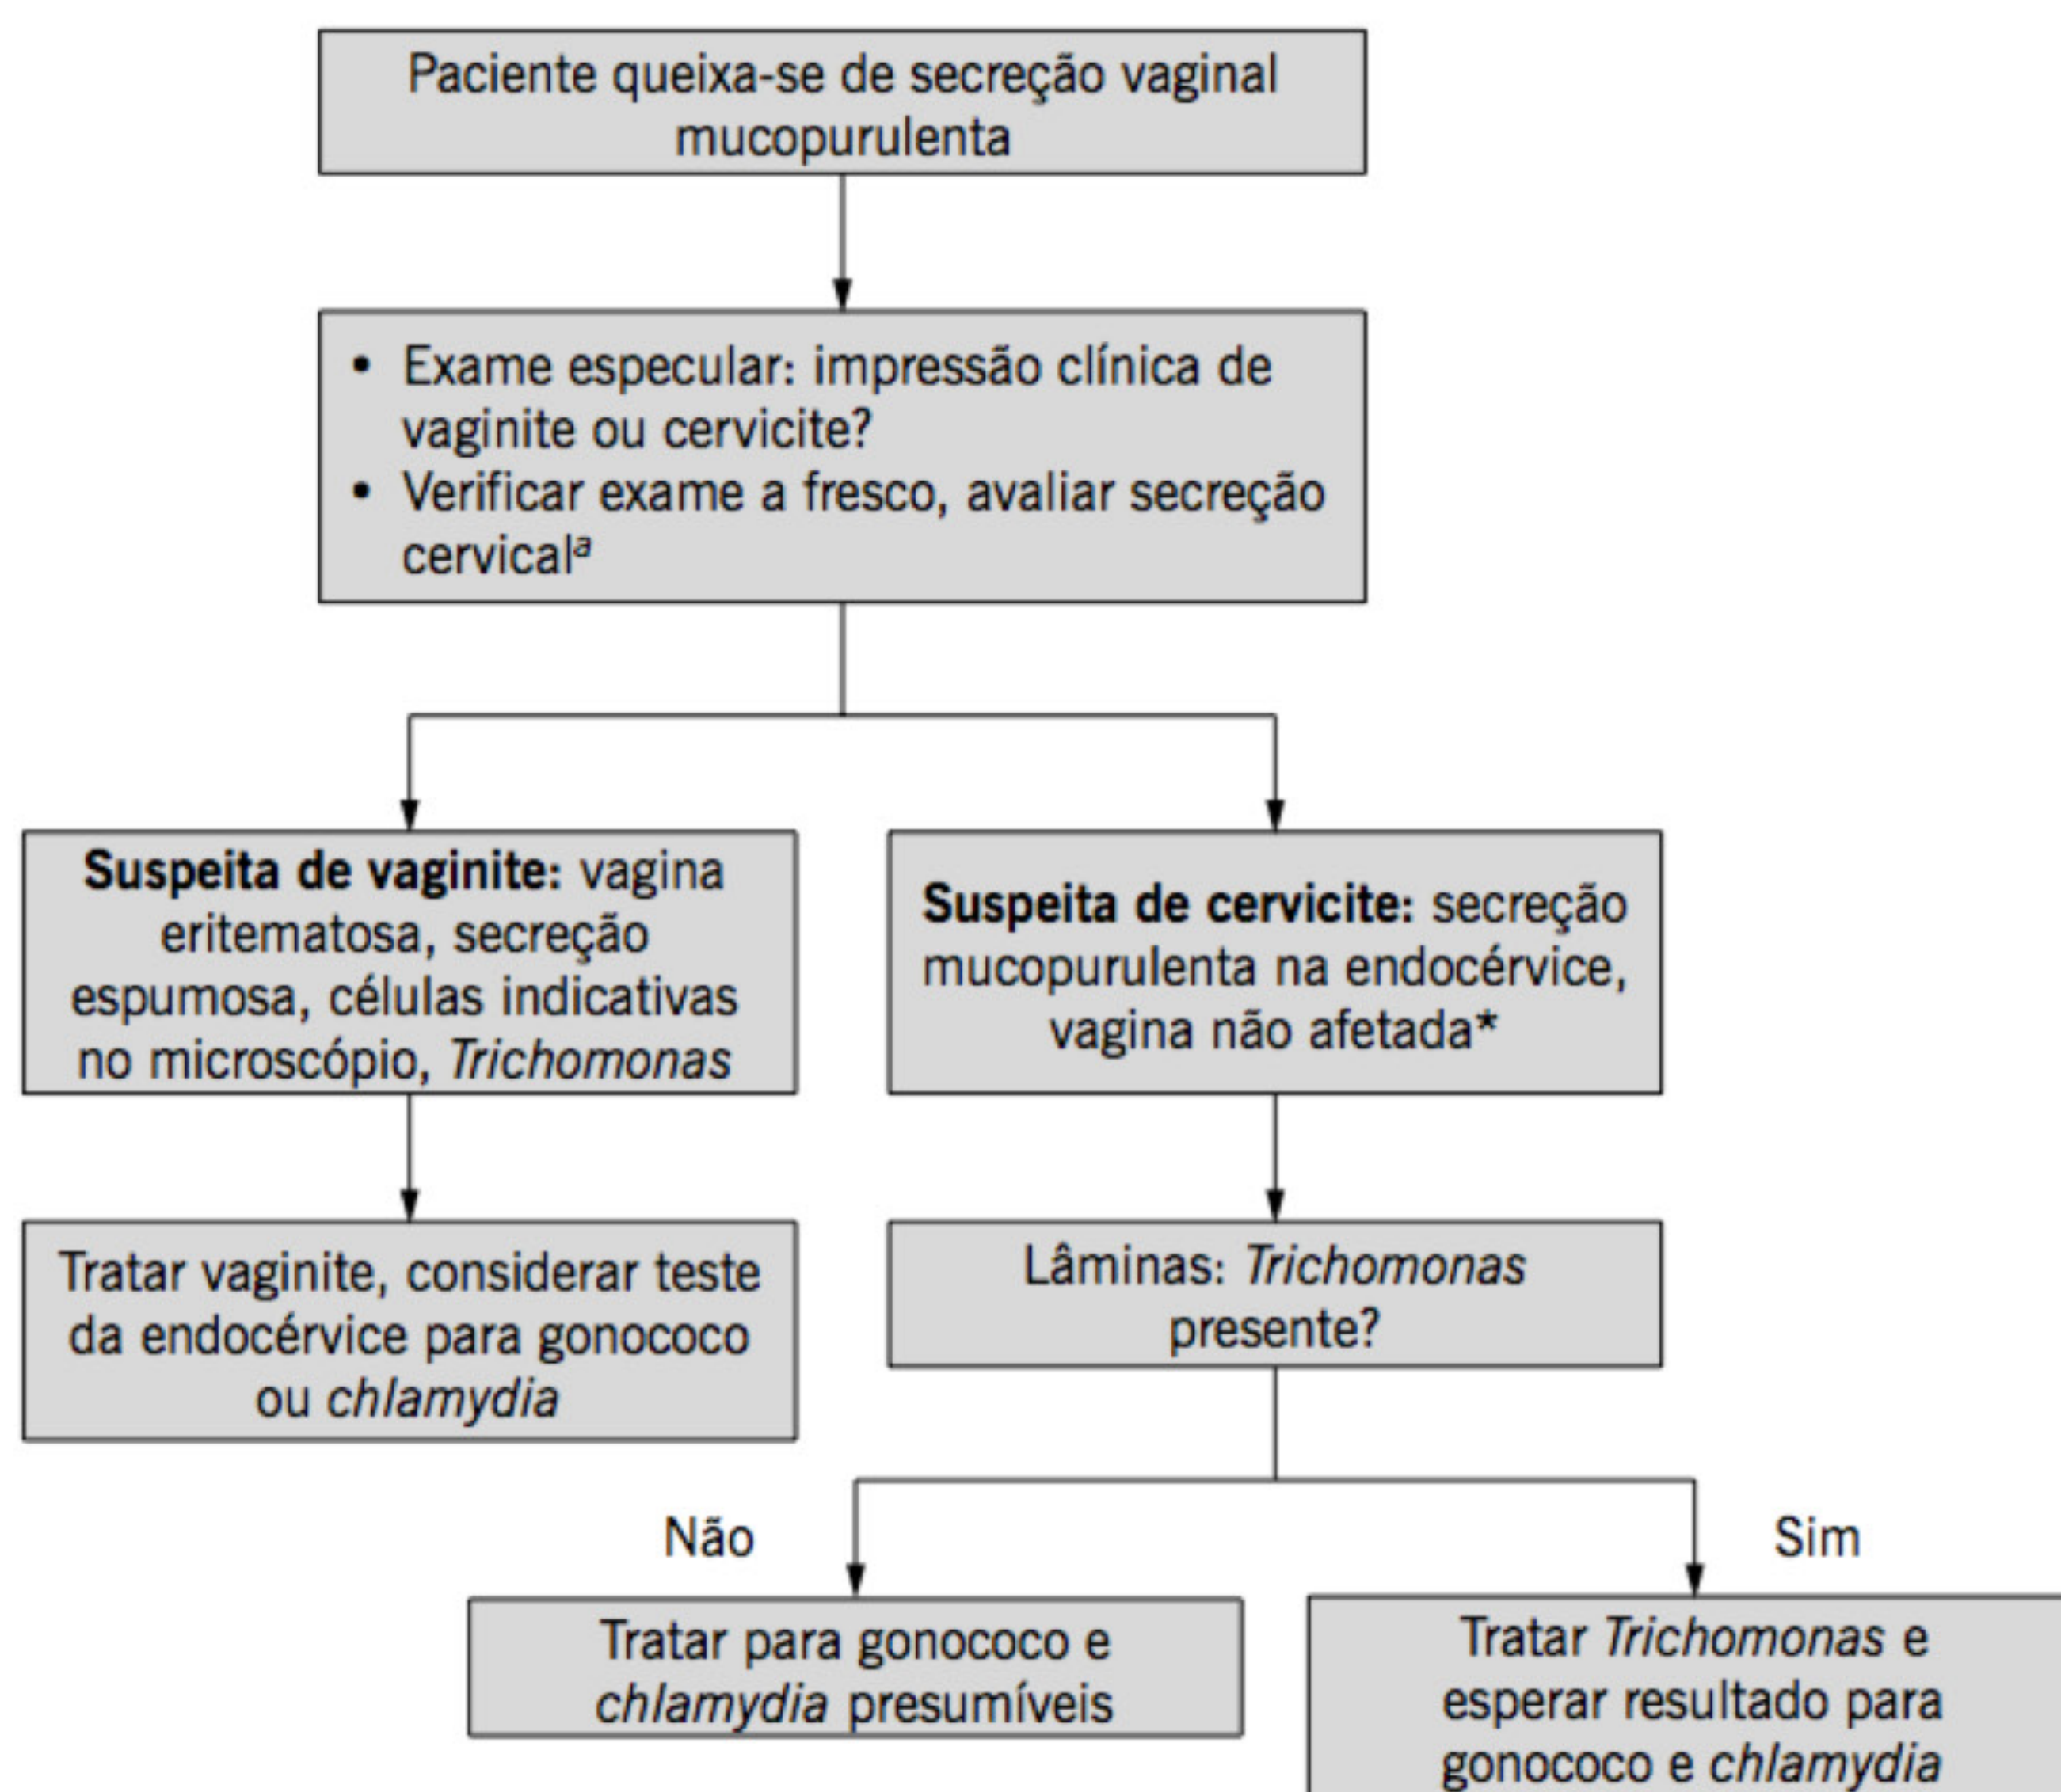 Paciente queixa-se de secreção vaginal
mucopurulenta
• Exame especular: impressão clínica de
vaginite ou cervicite?
• Verificar exame a fresco, avaliar secreção
cervicalᵃ
Suspeita de vaginite: vagina
eritematosa, secreção
espumosa, células indicativas
no microscópio, Trichomonas
Suspeita de cervicite: secreção
mucopurulenta na endocérvice,
vagina não afetada*
Tratar vaginite, considerar teste
da endocérvice para gonococo
ou chlamydia
Lâminas: Trichomonas
presente?
Não
Sim
Tratar para gonococo e
chlamydia presumíveis
Tratar Trichomonas e
esperar resultado para
gonococo e chlamydia